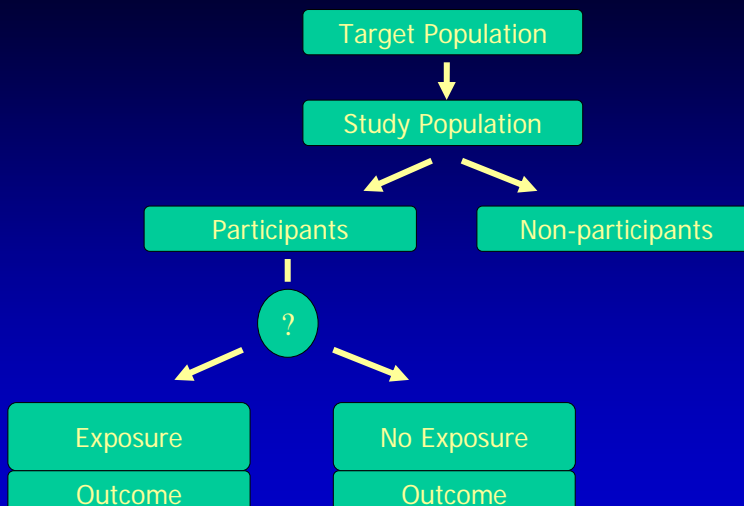 Target Population
Study Population
Participants
Non-participants
?
Exposure
No Exposure
Outcome
Outcome